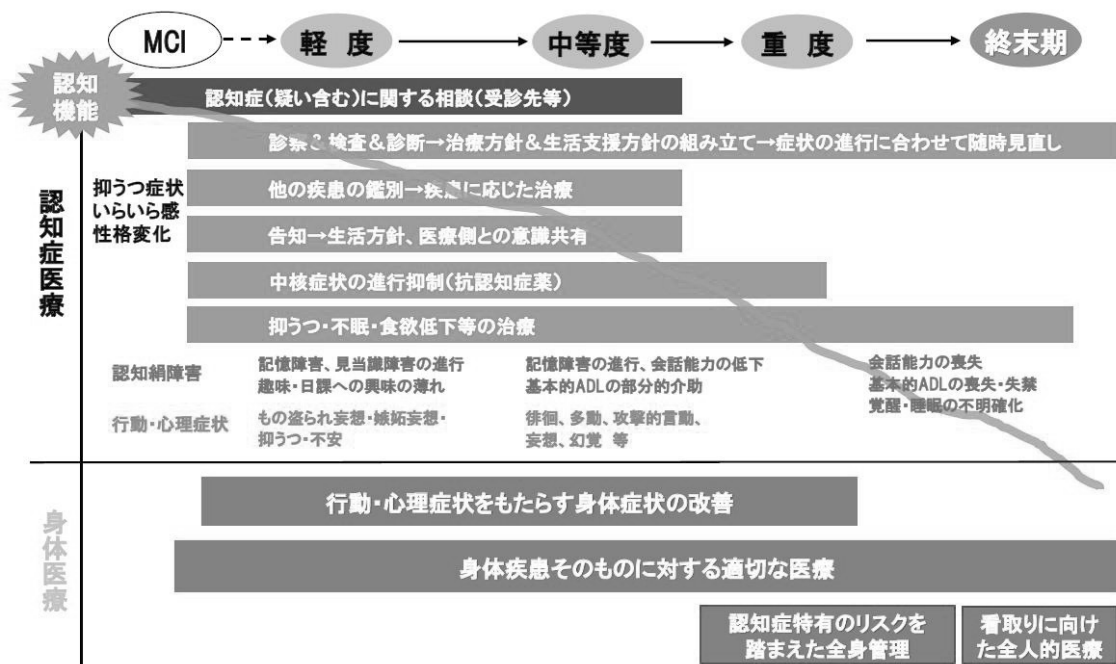 MCI
軽 度
中等度
重 度
終末期
認知
機能
認知症(疑い含む)に関する相談(受診先等)
診察&検査&診断→治療方針&生活支援方針の組み立て→症状の進行に合わせて随時見直し
認知症医療
抑うつ症状
いらいら感
性格変化
他の疾患の鑑別→疾患に応じた治療
告知→生活方針、医療側との意識共有
中核症状の進行抑制(抗認知症薬)
抑うつ・不眠・食欲低下等の治療
認知絹障害
記憶障害、見当識障害の進行
趣味・日課への興味の薄れ
記憶障害の進行、会話能力の低下
基本的ADLの部分的介助
会話能力の喪失
基本的ADLの喪失・失禁
覚醒・睡眠の不明確化
行動・心理症状
もの盗られ妄想・嫉妬妄想・
抑うつ・不安
徘徊、多動、攻撃的言動、
妄想、幻覚 等
身体医療
行動・心理症状をもたらす身体症状の改善
身体疾患そのものに対する適切な医療
認知症特有のリスクを
踏まえた全身管理
看取りに向け
た全人的医療